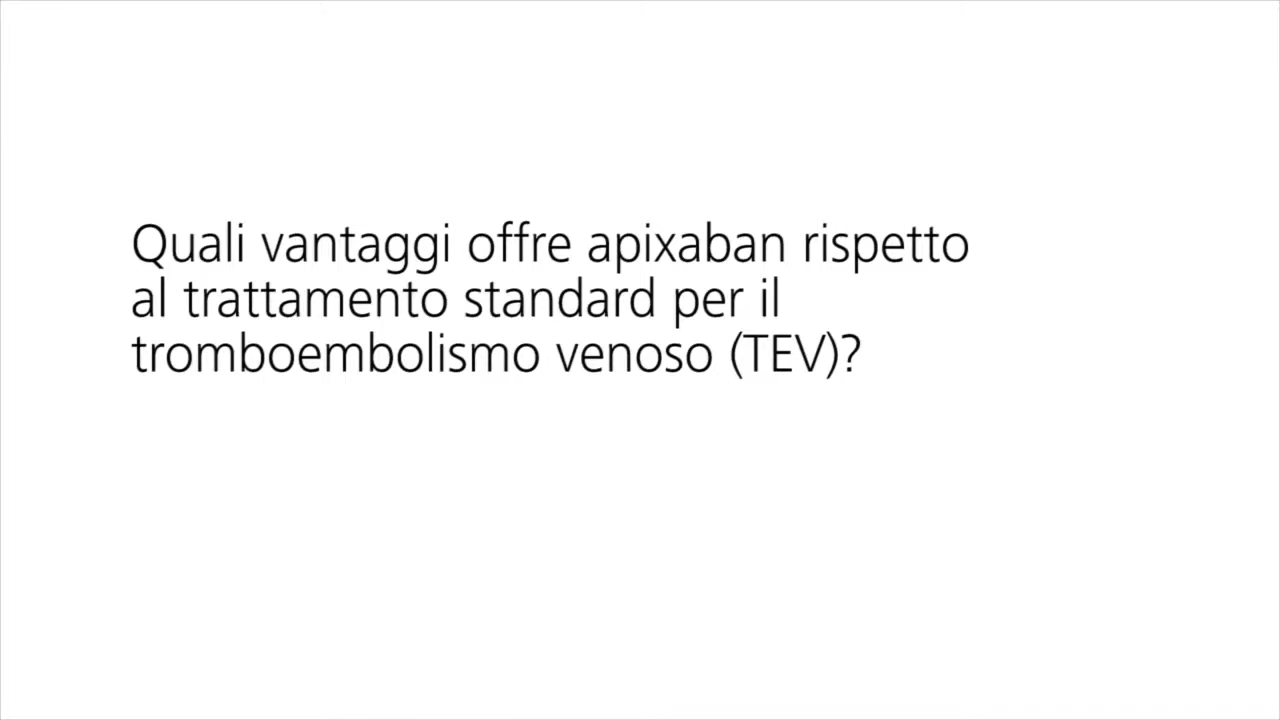 Quali vantaggi offre apixaban rispetto
al trattamento standard per il
tromboembolismo venoso (TEV)?